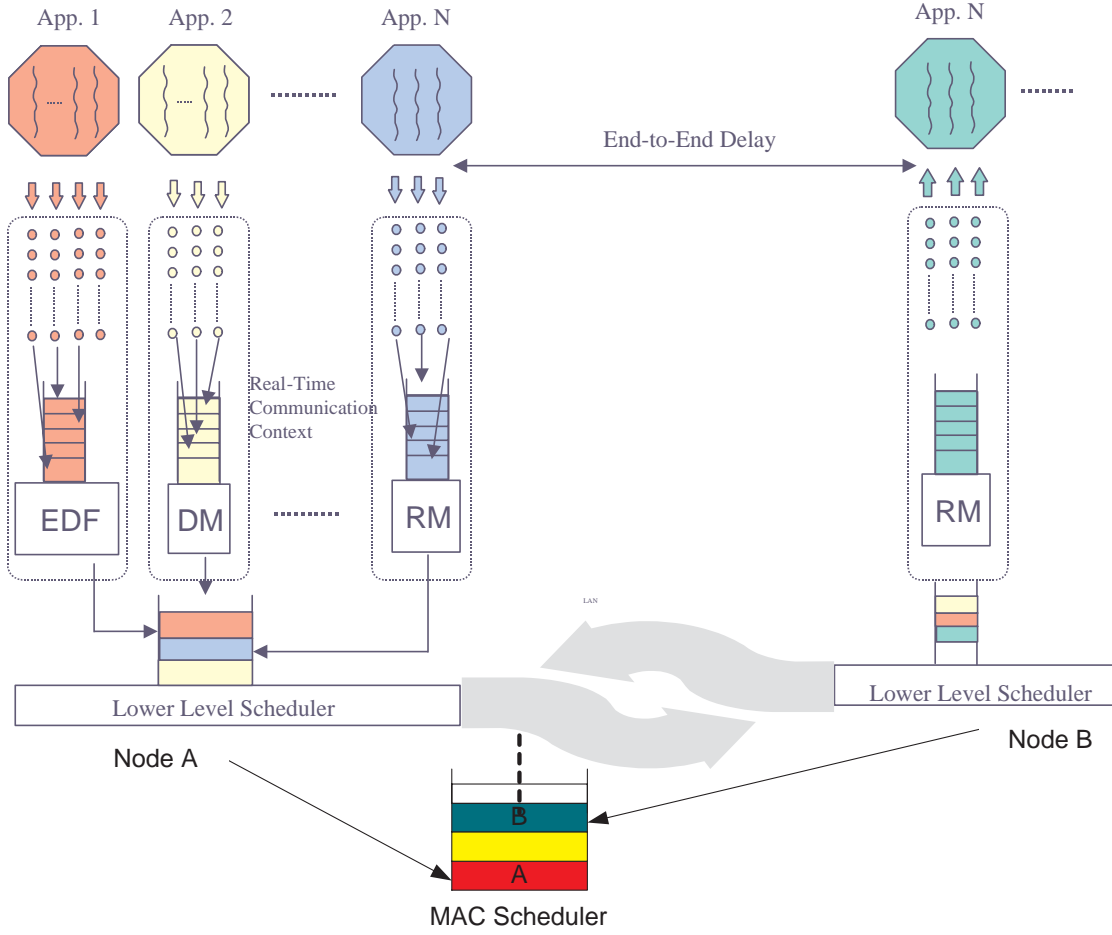 App. 1
App. 2
App. N
App. N
End-to-End Delay
Real-Time
Communication
Context
EDF
DM
RM
RM
LAN
Lower Level Scheduler
Lower Level Scheduler
Node A
Node B
B
A
MAC Scheduler